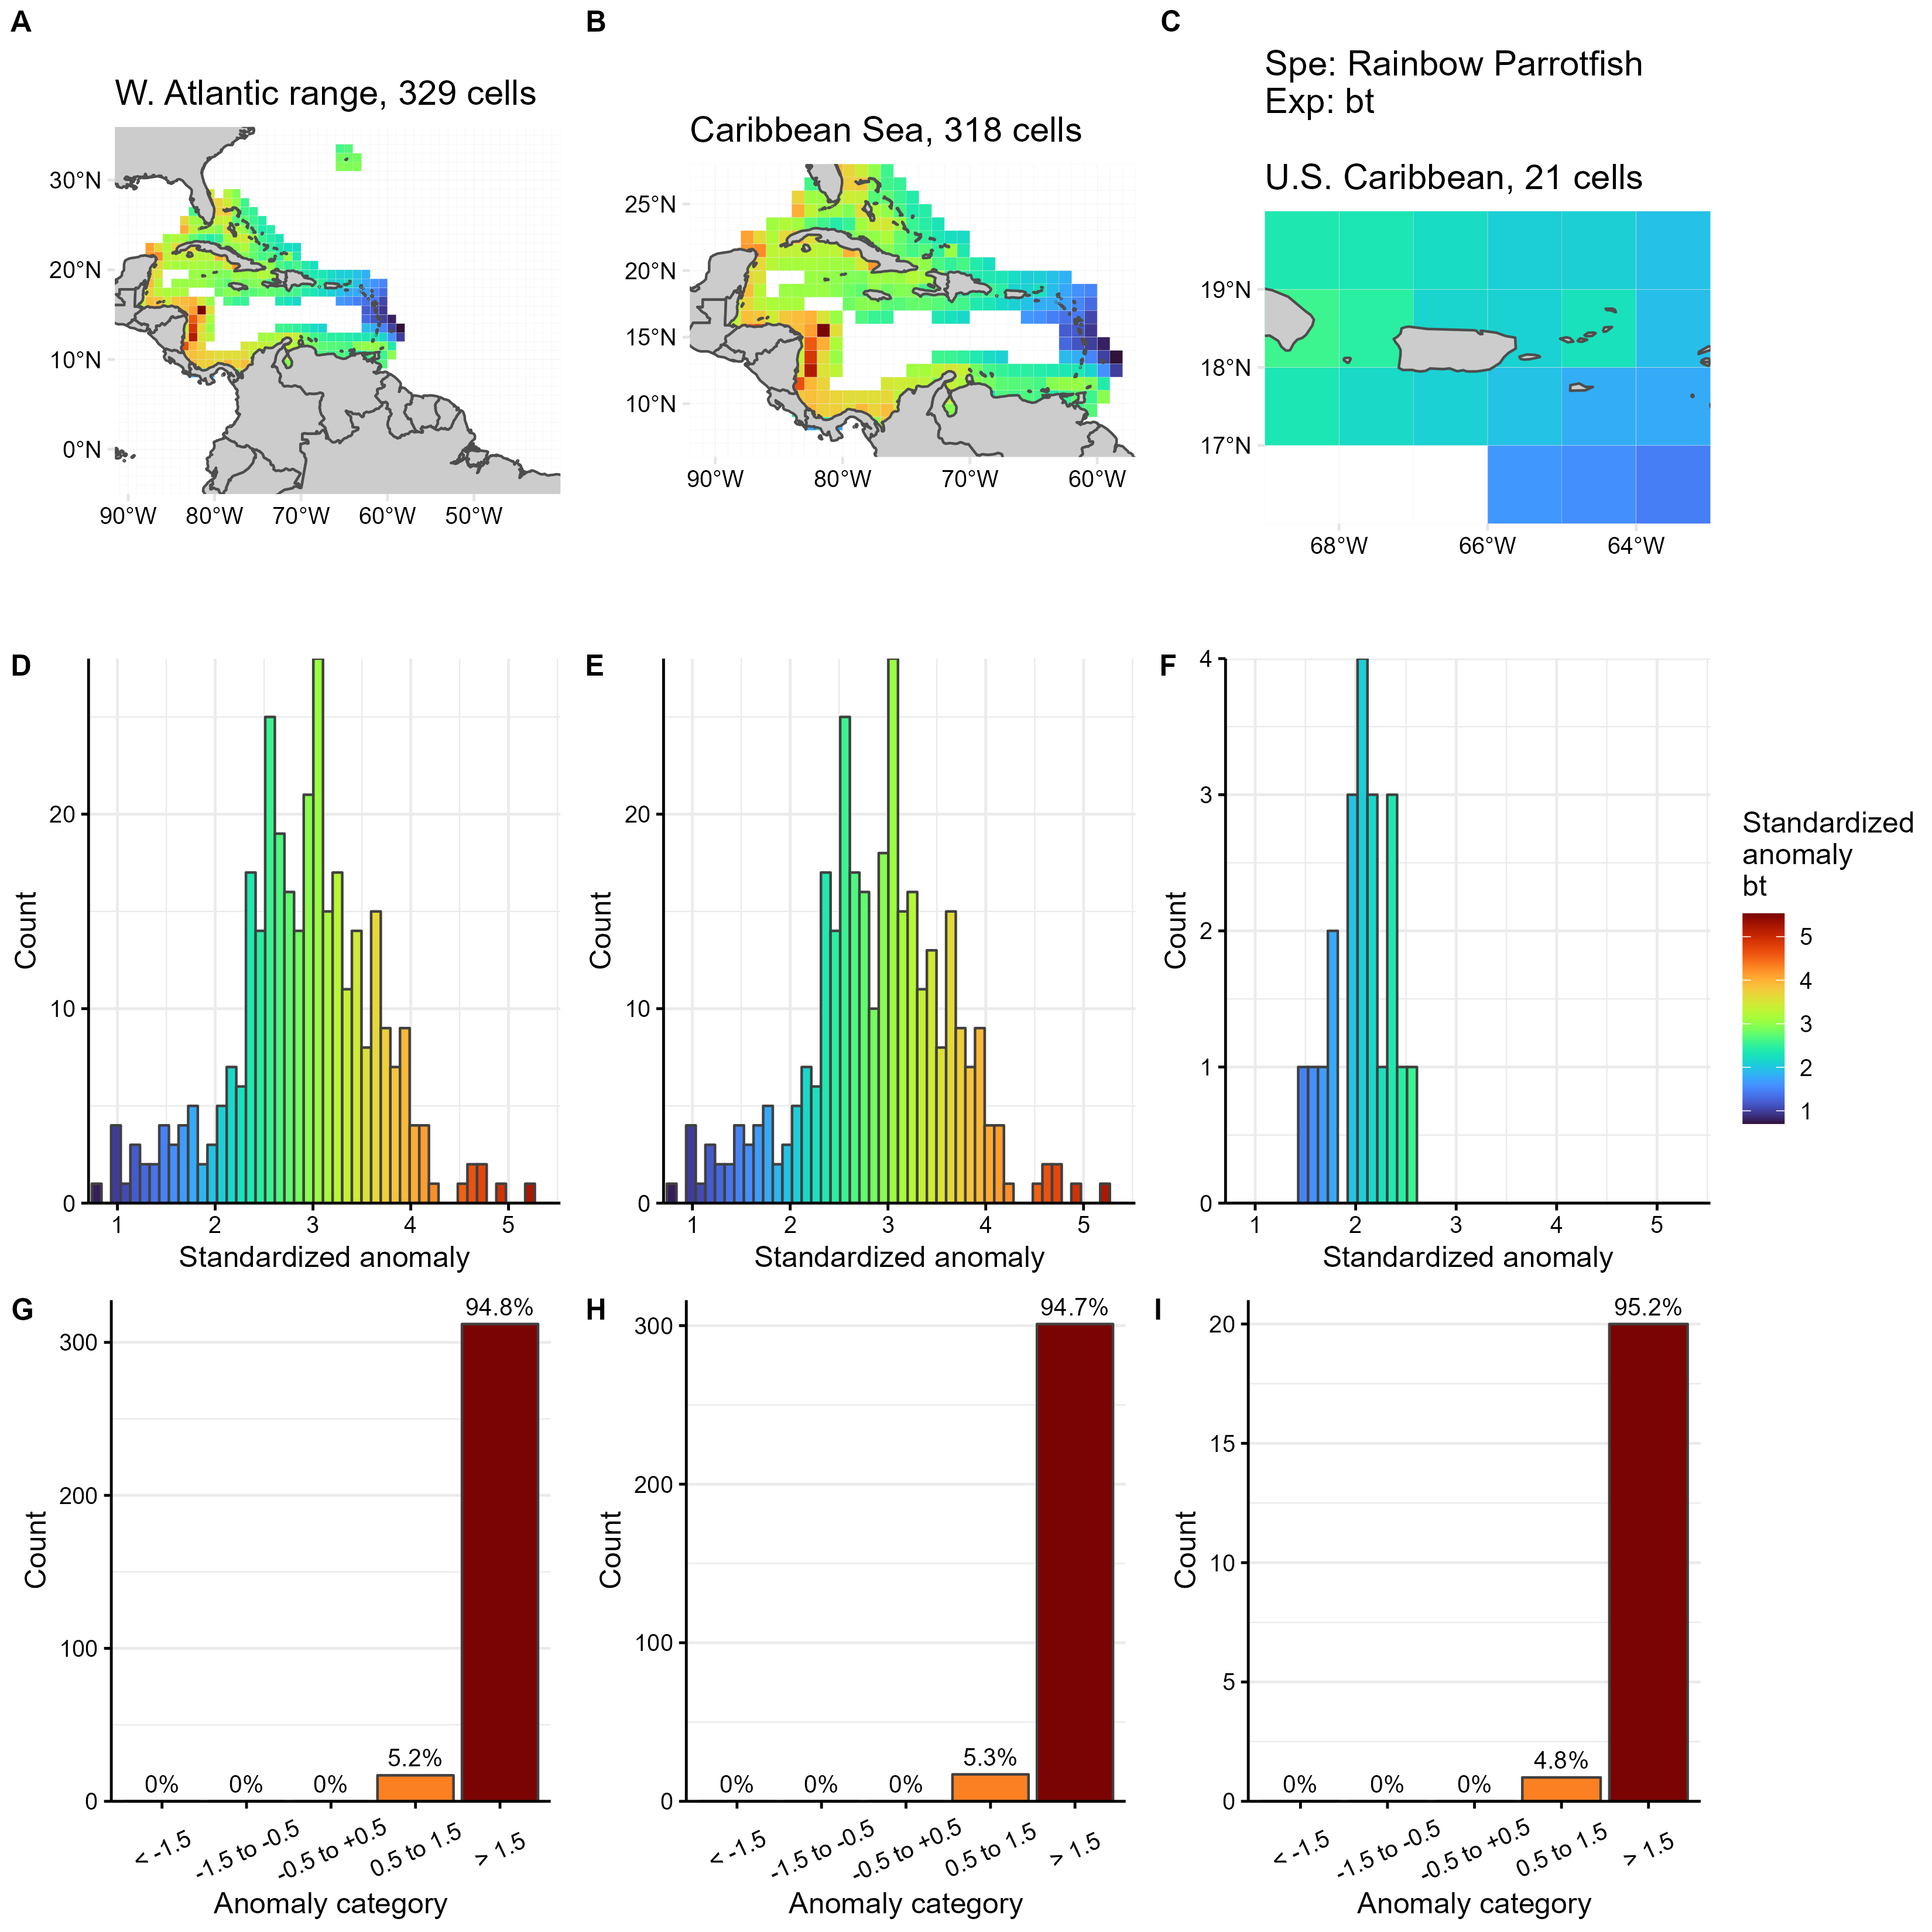 A
B
C
W. Atlantic range, 329 cells
Caribbean Sea, 318 cells
Spe: Rainbow Parrotfish
Exp: bt
U.S. Caribbean, 21 cells
30°N
20°N
10°N
0°N
90°W 80°W 70°W 60°W 50°W
25°N
20°N
15°N
10°N
90°W 80°W 70°W 60°W
19°N
18°N
17°N
68°W 66°W 64°W
D
Count
20
10
0
1 2 3 4 5
Standardized anomaly
E
Count
20
10
0
1 2 3 4 5
Standardized anomaly
F
Count
4
3
2
1
0
1 2 3 4 5
Standardized anomaly
Standardized
anomaly
bt
5
4
3
2
1
G
Count
300
200
100
0
0% 0% 0% 5.2% 94.8%
< -1.5 -1.5 to -0.5 -0.5 to +0.5 0.5 to 1.5 > 1.5
Anomaly category
H
Count
300
200
100
0
0% 0% 0% 5.3% 94.7%
< -1.5 -1.5 to -0.5 -0.5 to +0.5 0.5 to 1.5 > 1.5
Anomaly category
I
Count
20
15
10
5
0
0% 0% 0% 4.8% 95.2%
< -1.5 -1.5 to -0.5 -0.5 to +0.5 0.5 to 1.5 > 1.5
Anomaly category